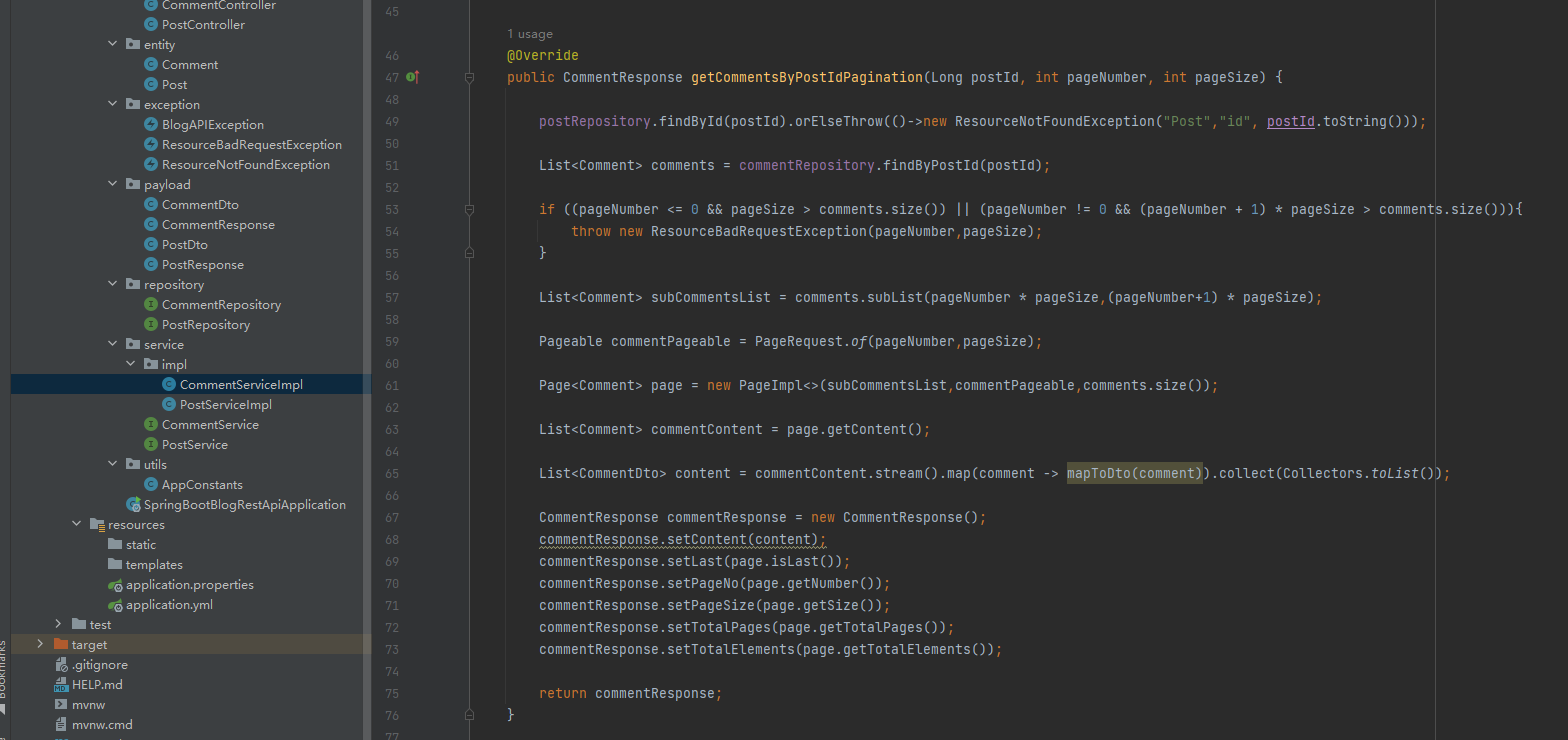 CommentController
PostController
entity
Comment
Post
exception
BlogAPIException
ResourceBadRequestException
ResourceNotFoundException
payload
CommentDto
CommentResponse
PostDto
PostResponse
repository
CommentRepository
PostRepository
service
impl
CommentServiceImpl
PostServiceImpl
CommentService
PostService
utils
AppConstants
SpringBootBlogRestApiApplication
resources
static
templates
application.properties
application.yml
test
target
.gitignore
HELP.md
mvnw
mvnw.cmd
Bookmarks
45
1 usage
46 @Override
47 public CommentResponse getCommentsByPostIdPagination(Long postId, int pageNumber, int pageSize) {
48
49 postRepository.findById(postId).orElseThrow(()->new ResourceNotFoundException("Post","id", postId.toString()));
50
51 List<Comment> comments = commentRepository.findByPostId(postId);
52
53 if ((pageNumber <= 0 && pageSize > comments.size()) || (pageNumber != 0 && (pageNumber + 1) * pageSize > comments.size())){
54 throw new ResourceBadRequestException(pageNumber,pageSize);
55 }
56
57 List<Comment> subCommentsList = comments.subList(pageNumber * pageSize,(pageNumber+1) * pageSize);
58
59 Pageable commentPageable = PageRequest.of(pageNumber,pageSize);
60
61 Page<Comment> page = new PageImpl<>(subCommentsList,commentPageable,comments.size());
62
63 List<Comment> commentContent = page.getContent();
64
65 List<CommentDto> content = commentContent.stream().map(comment -> mapToDto(comment)).collect(Collectors.toList());
66
67 CommentResponse commentResponse = new CommentResponse();
68 commentResponse.setContent(content);
69 commentResponse.setLast(page.isLast());
70 commentResponse.setPageNo(page.getNumber());
71 commentResponse.setPageSize(page.getSize());
72 commentResponse.setTotalPages(page.getTotalPages());
73 commentResponse.setTotalElements(page.getTotalElements());
74
75 return commentResponse;
76 }
77